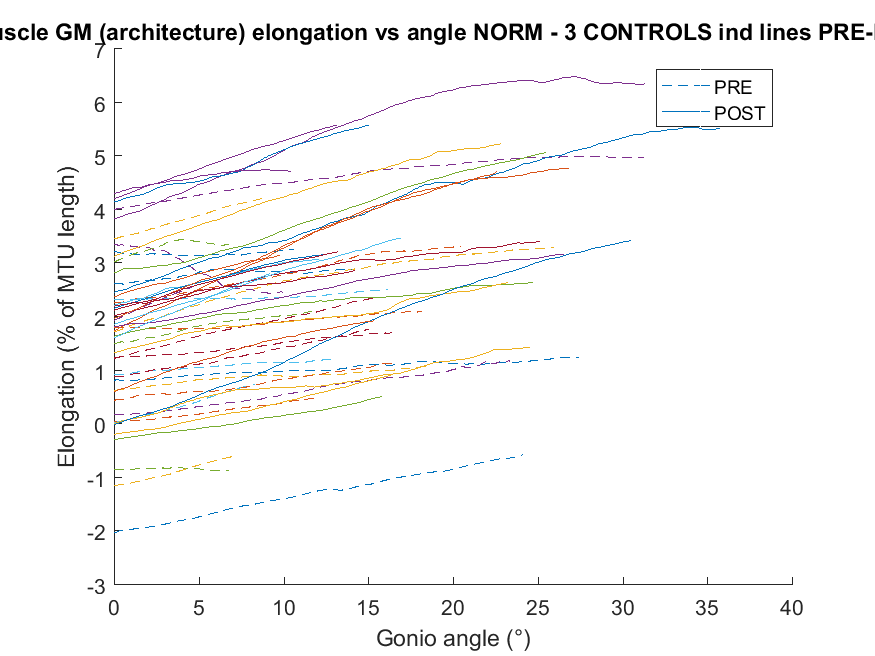 uscle GM (architecture) elongation vs angle NORM - 3 CONTROLS ind lines PRE-
7
6
5
4
3
2
1
0
-1
-2
-3
Elongation (% of MTU length)
PRE
POST
0 5 10 15 20 25 30 35 40
Gonio angle (°)